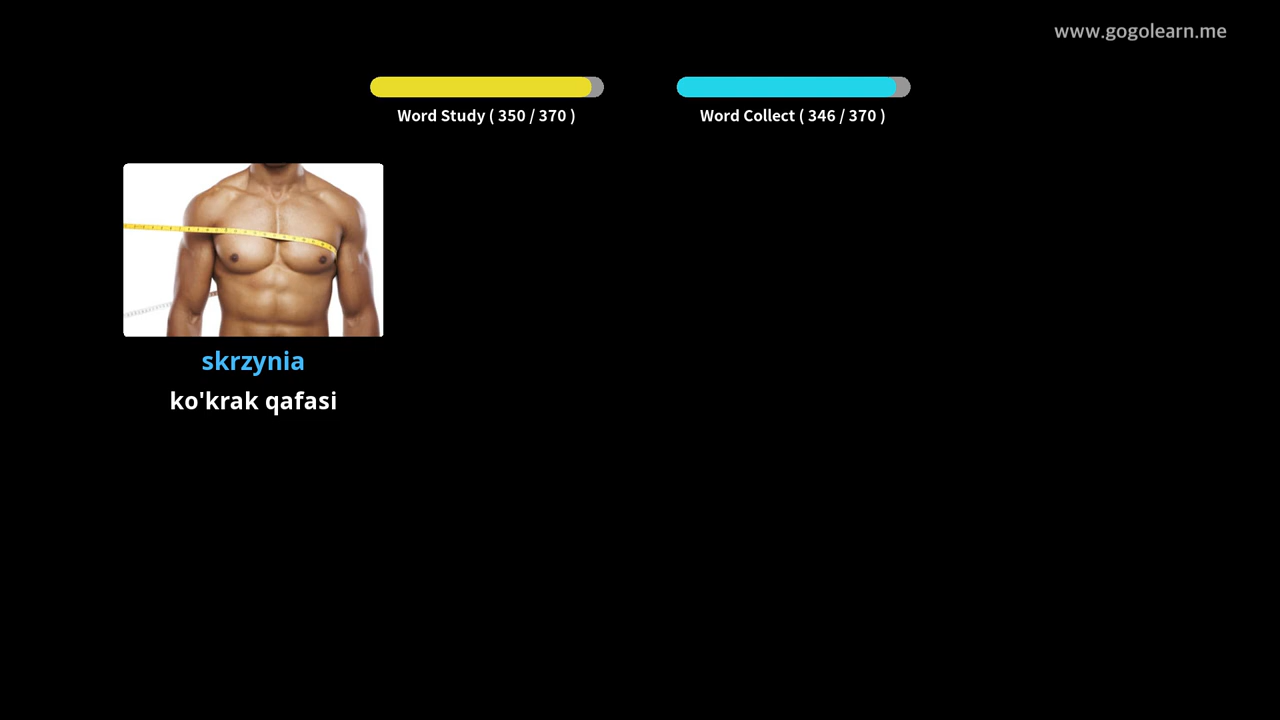 www.gogolearn.me
Word Study ( 350 / 370 )
Word Collect ( 346 / 370 )
skrzynia
ko'krak qafasi